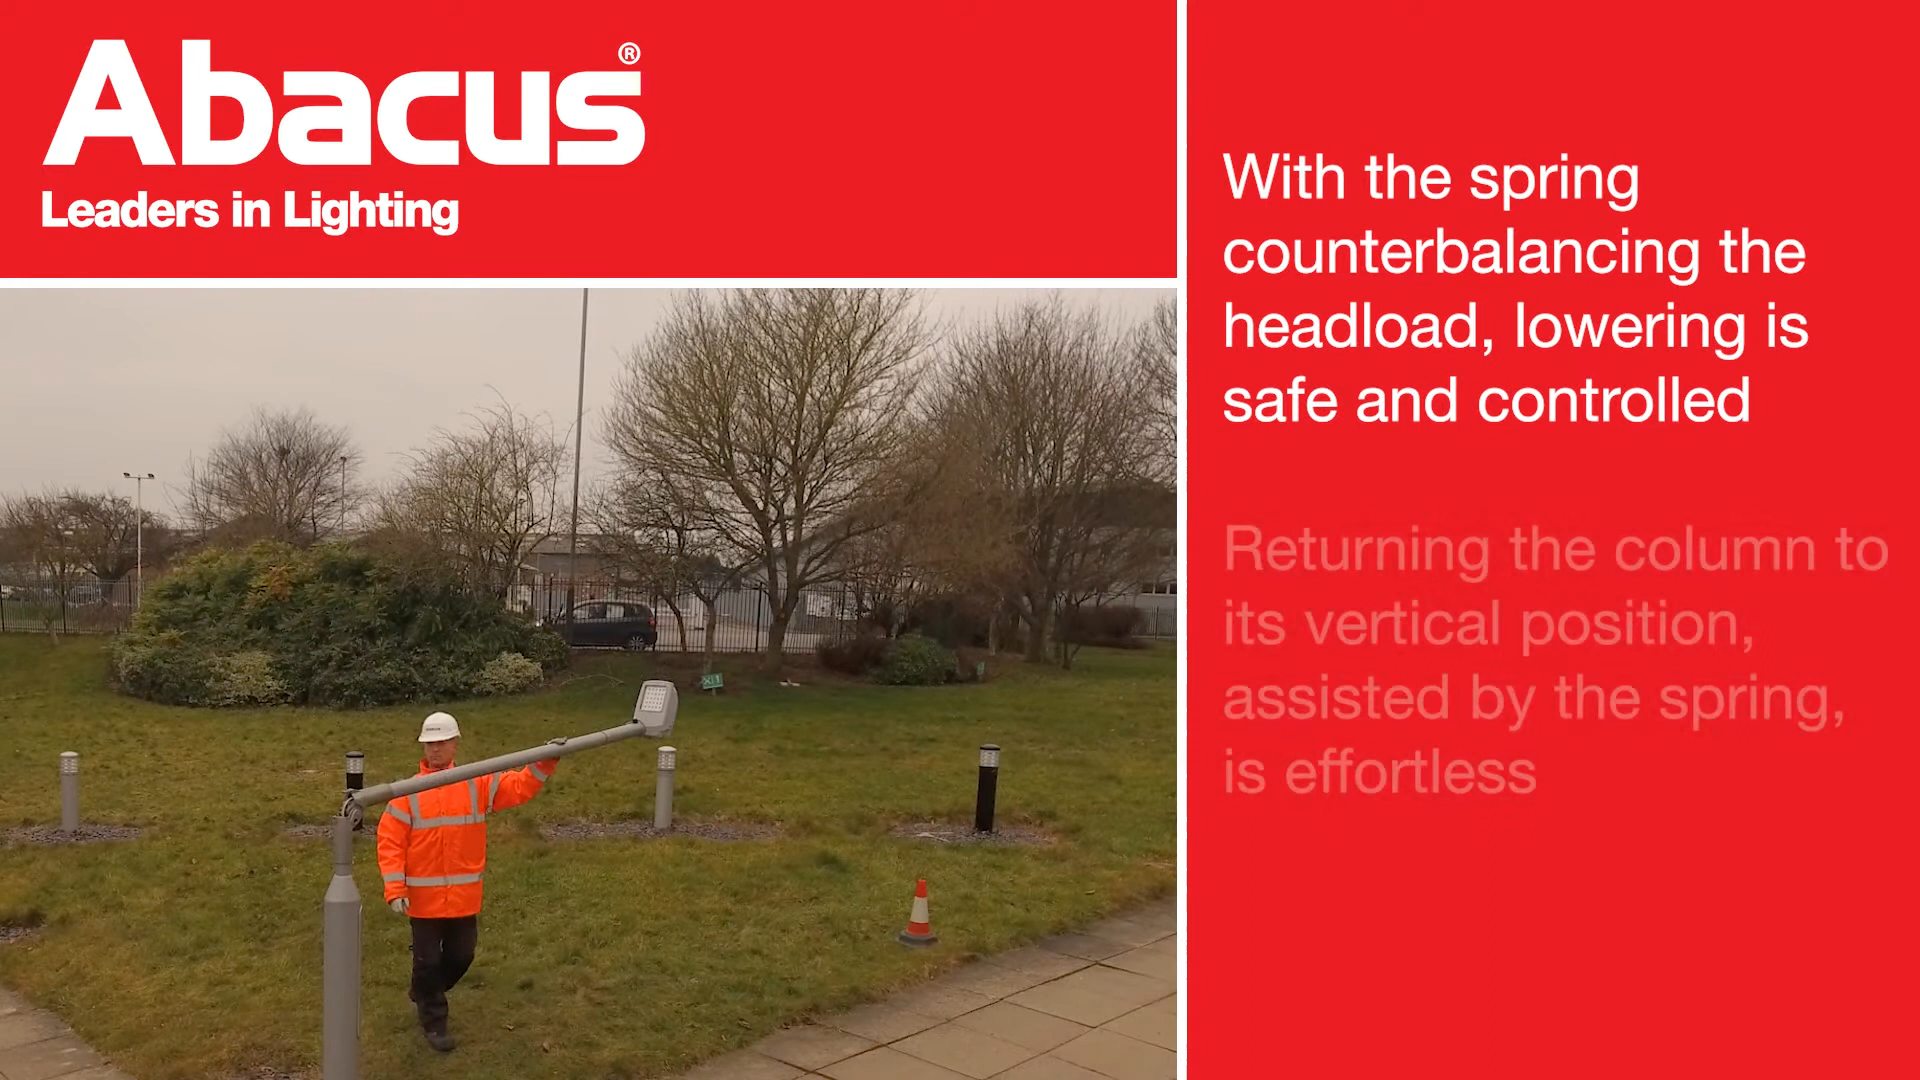 Abacus®
Leaders in Lighting
With the spring
counterbalancing the
headload, lowering is
safe and controlled
Returning the column to
its vertical position,
assisted by the spring,
is effortless